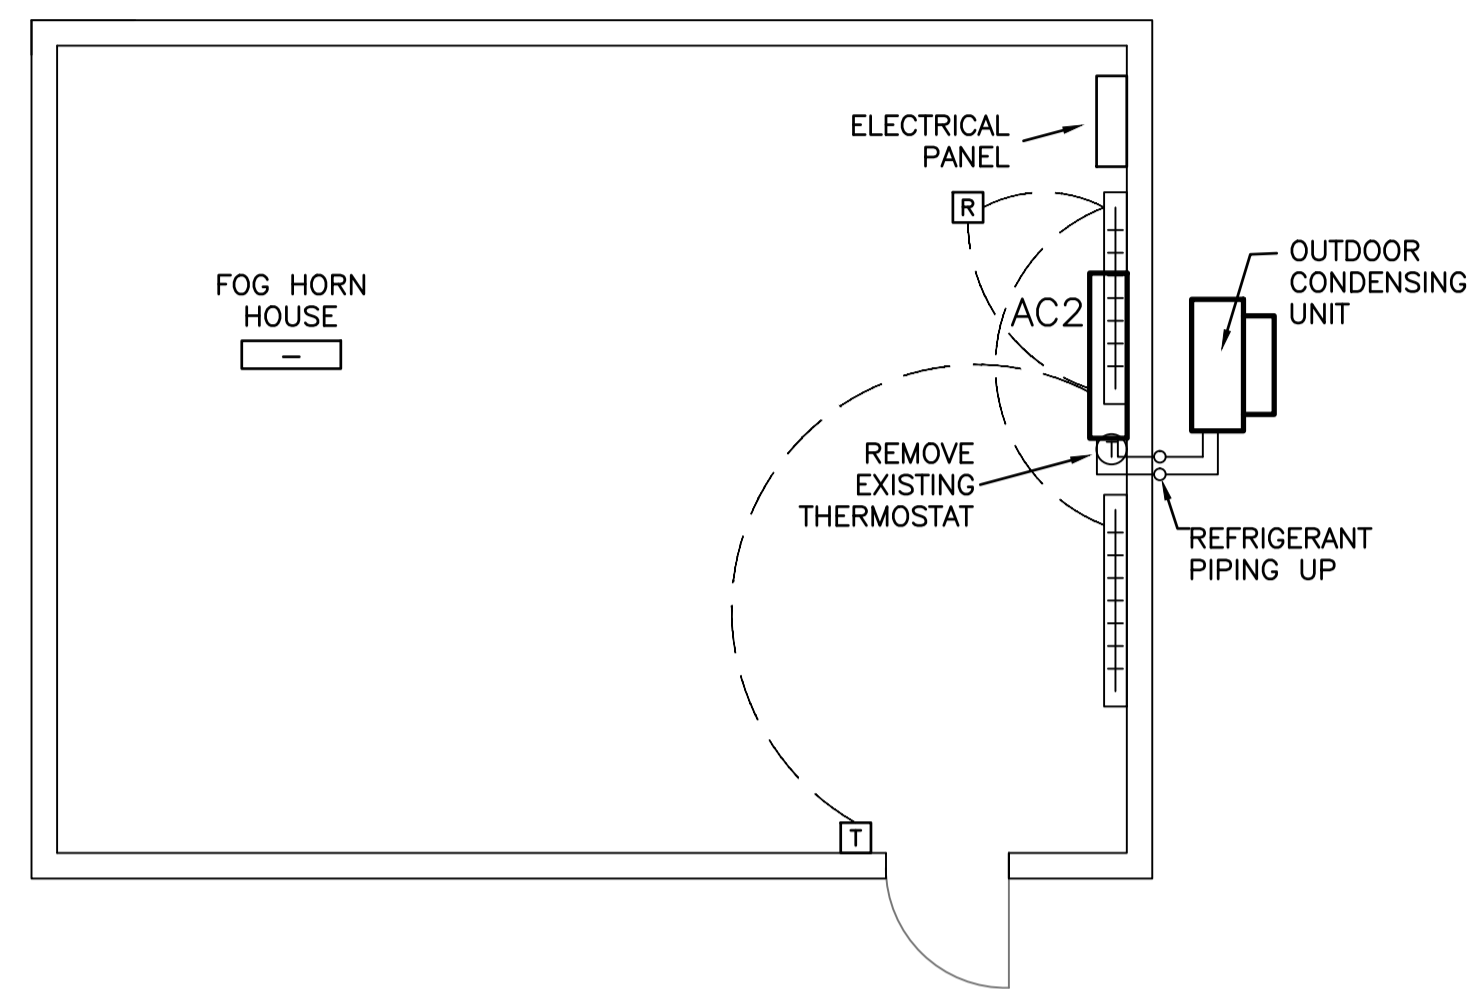 ELECTRICAL
PANEL
R
OUTDOOR
CONDENSING
UNIT
FOG HORN
HOUSE
–
AC2
REMOVE
EXISTING
THERMOSTAT
T
REFRIGERANT
PIPING UP
T